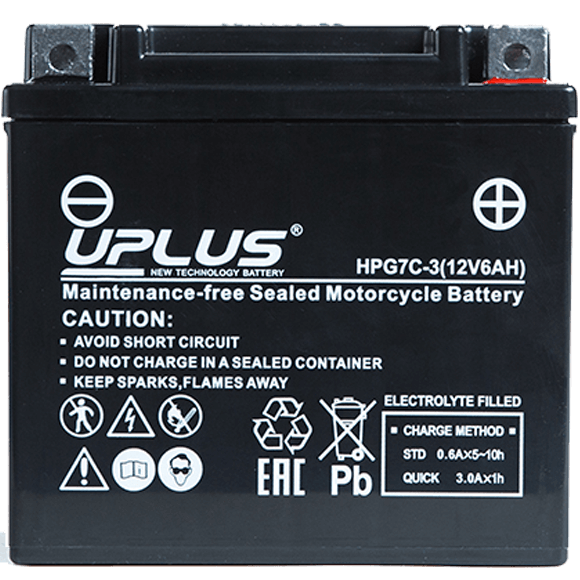 UPLUS®
NEW TECHNOLOGY BATTERY
HPG7C-3(12V6AH)
Maintenance-free Sealed Motorcycle Battery
CAUTION:
▪ AVOID SHORT CIRCUIT
▪ DO NOT CHARGE IN A SEALED CONTAINER
▪ KEEP SPARKS,FLAMES AWAY
ELECTROLYTE FILLED
▪ CHARGE METHOD ▪
STD 0.6A×5~10h
QUICK 3.0A×1h
EAC Pb